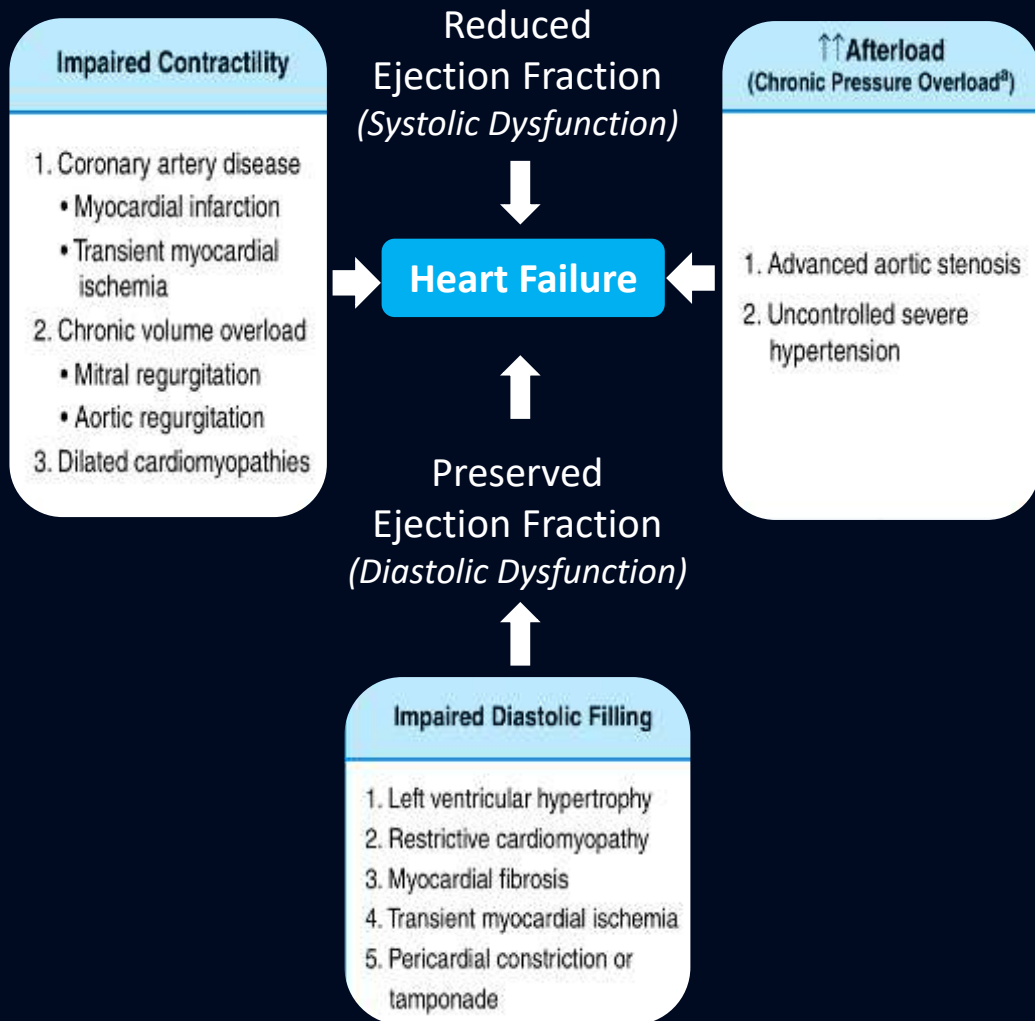 Impaired Contractility
1. Coronary artery disease
• Myocardial infarction
• Transient myocardial
ischemia
2. Chronic volume overload
• Mitral regurgitation
• Aortic regurgitation
3. Dilated cardiomyopathies
Reduced
Ejection Fraction
(Systolic Dysfunction)
Heart Failure
↑↑Afterload
(Chronic Pressure Overloadᵃ)
1. Advanced aortic stenosis
2. Uncontrolled severe
hypertension
Preserved
Ejection Fraction
(Diastolic Dysfunction)
Impaired Diastolic Filling
1. Left ventricular hypertrophy
2. Restrictive cardiomyopathy
3. Myocardial fibrosis
4. Transient myocardial ischemia
5. Pericardial constriction or
tamponade